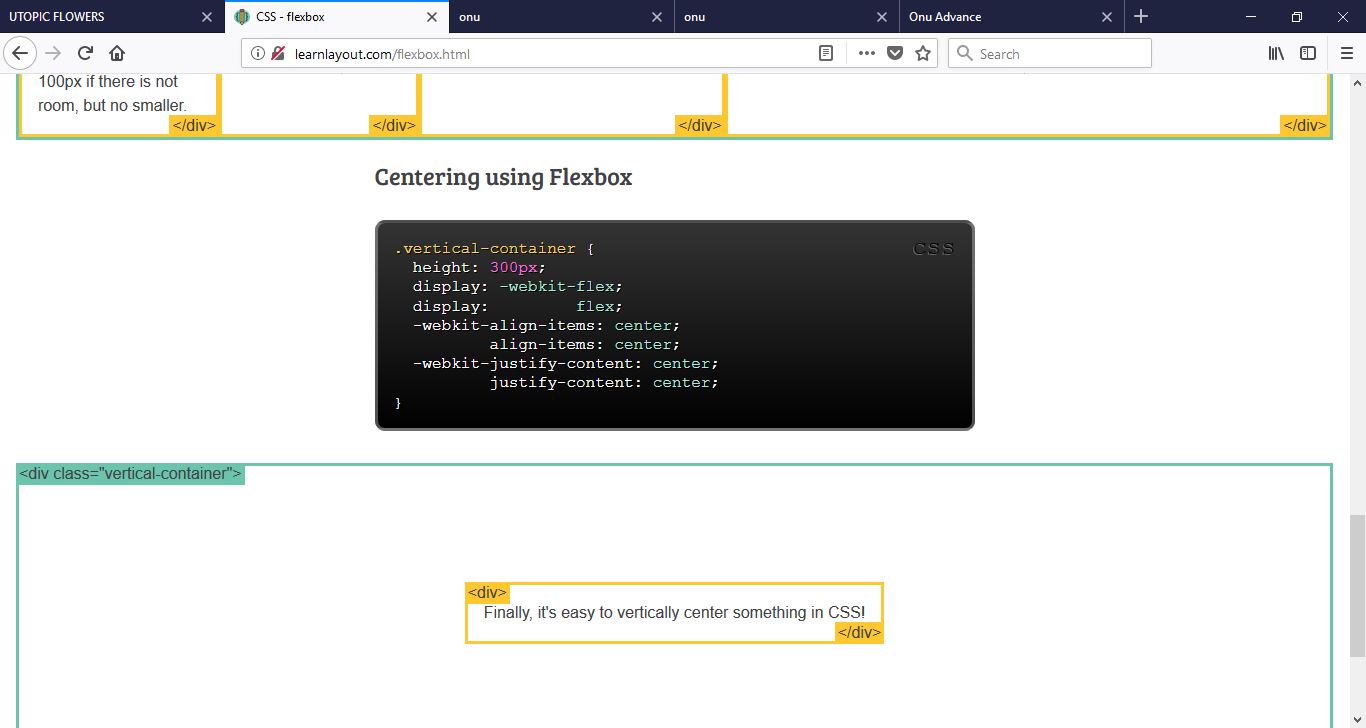 UTOPIC FLOWERS
CSS - flexbox
onu
onu
Onu Advance
learnlayout.com/flexbox.html
Search
100px if there is not
room, but no smaller.
</div>
</div>
</div>
</div>
Centering using Flexbox
CSS
.vertical-container {
  height: 300px;
  display: -webkit-flex;
  display:         flex;
  -webkit-align-items: center;
          align-items: center;
  -webkit-justify-content: center;
          justify-content: center;
}
<div class="vertical-container">
<div>
Finally, it's easy to vertically center something in CSS!
</div>